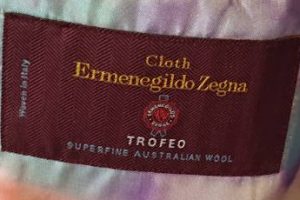 Cloth
Ermenegildo Zegna
TROFEO
SUPERFINE AUSTRALIAN WOOL
Woven in Italy